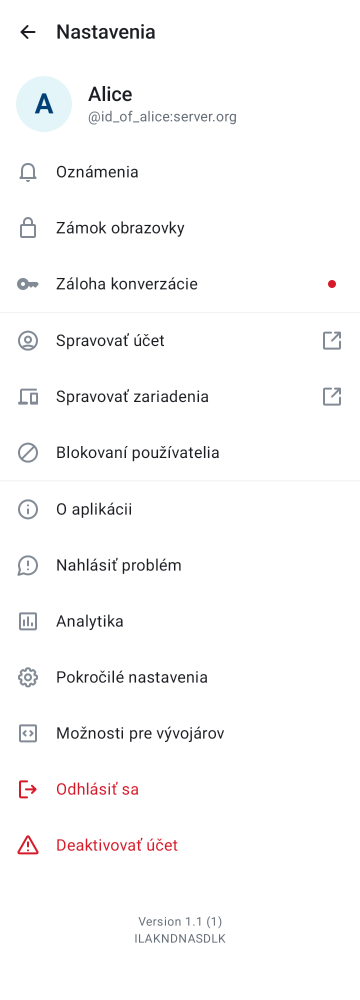 Nastavenia
A
Alice
@id_of_alice:server.org
Oznámenia
Zámok obrazovky
Záloha konverzácie
Spravovať účet
Spravovať zariadenia
Blokovaní používatelia
O aplikácii
Nahlásiť problém
Analytika
Pokročilé nastavenia
Možnosti pre vývojárov
Odhlásiť sa
Deaktivovať účet
Version 1.1 (1)
ILAKNDNASDLK